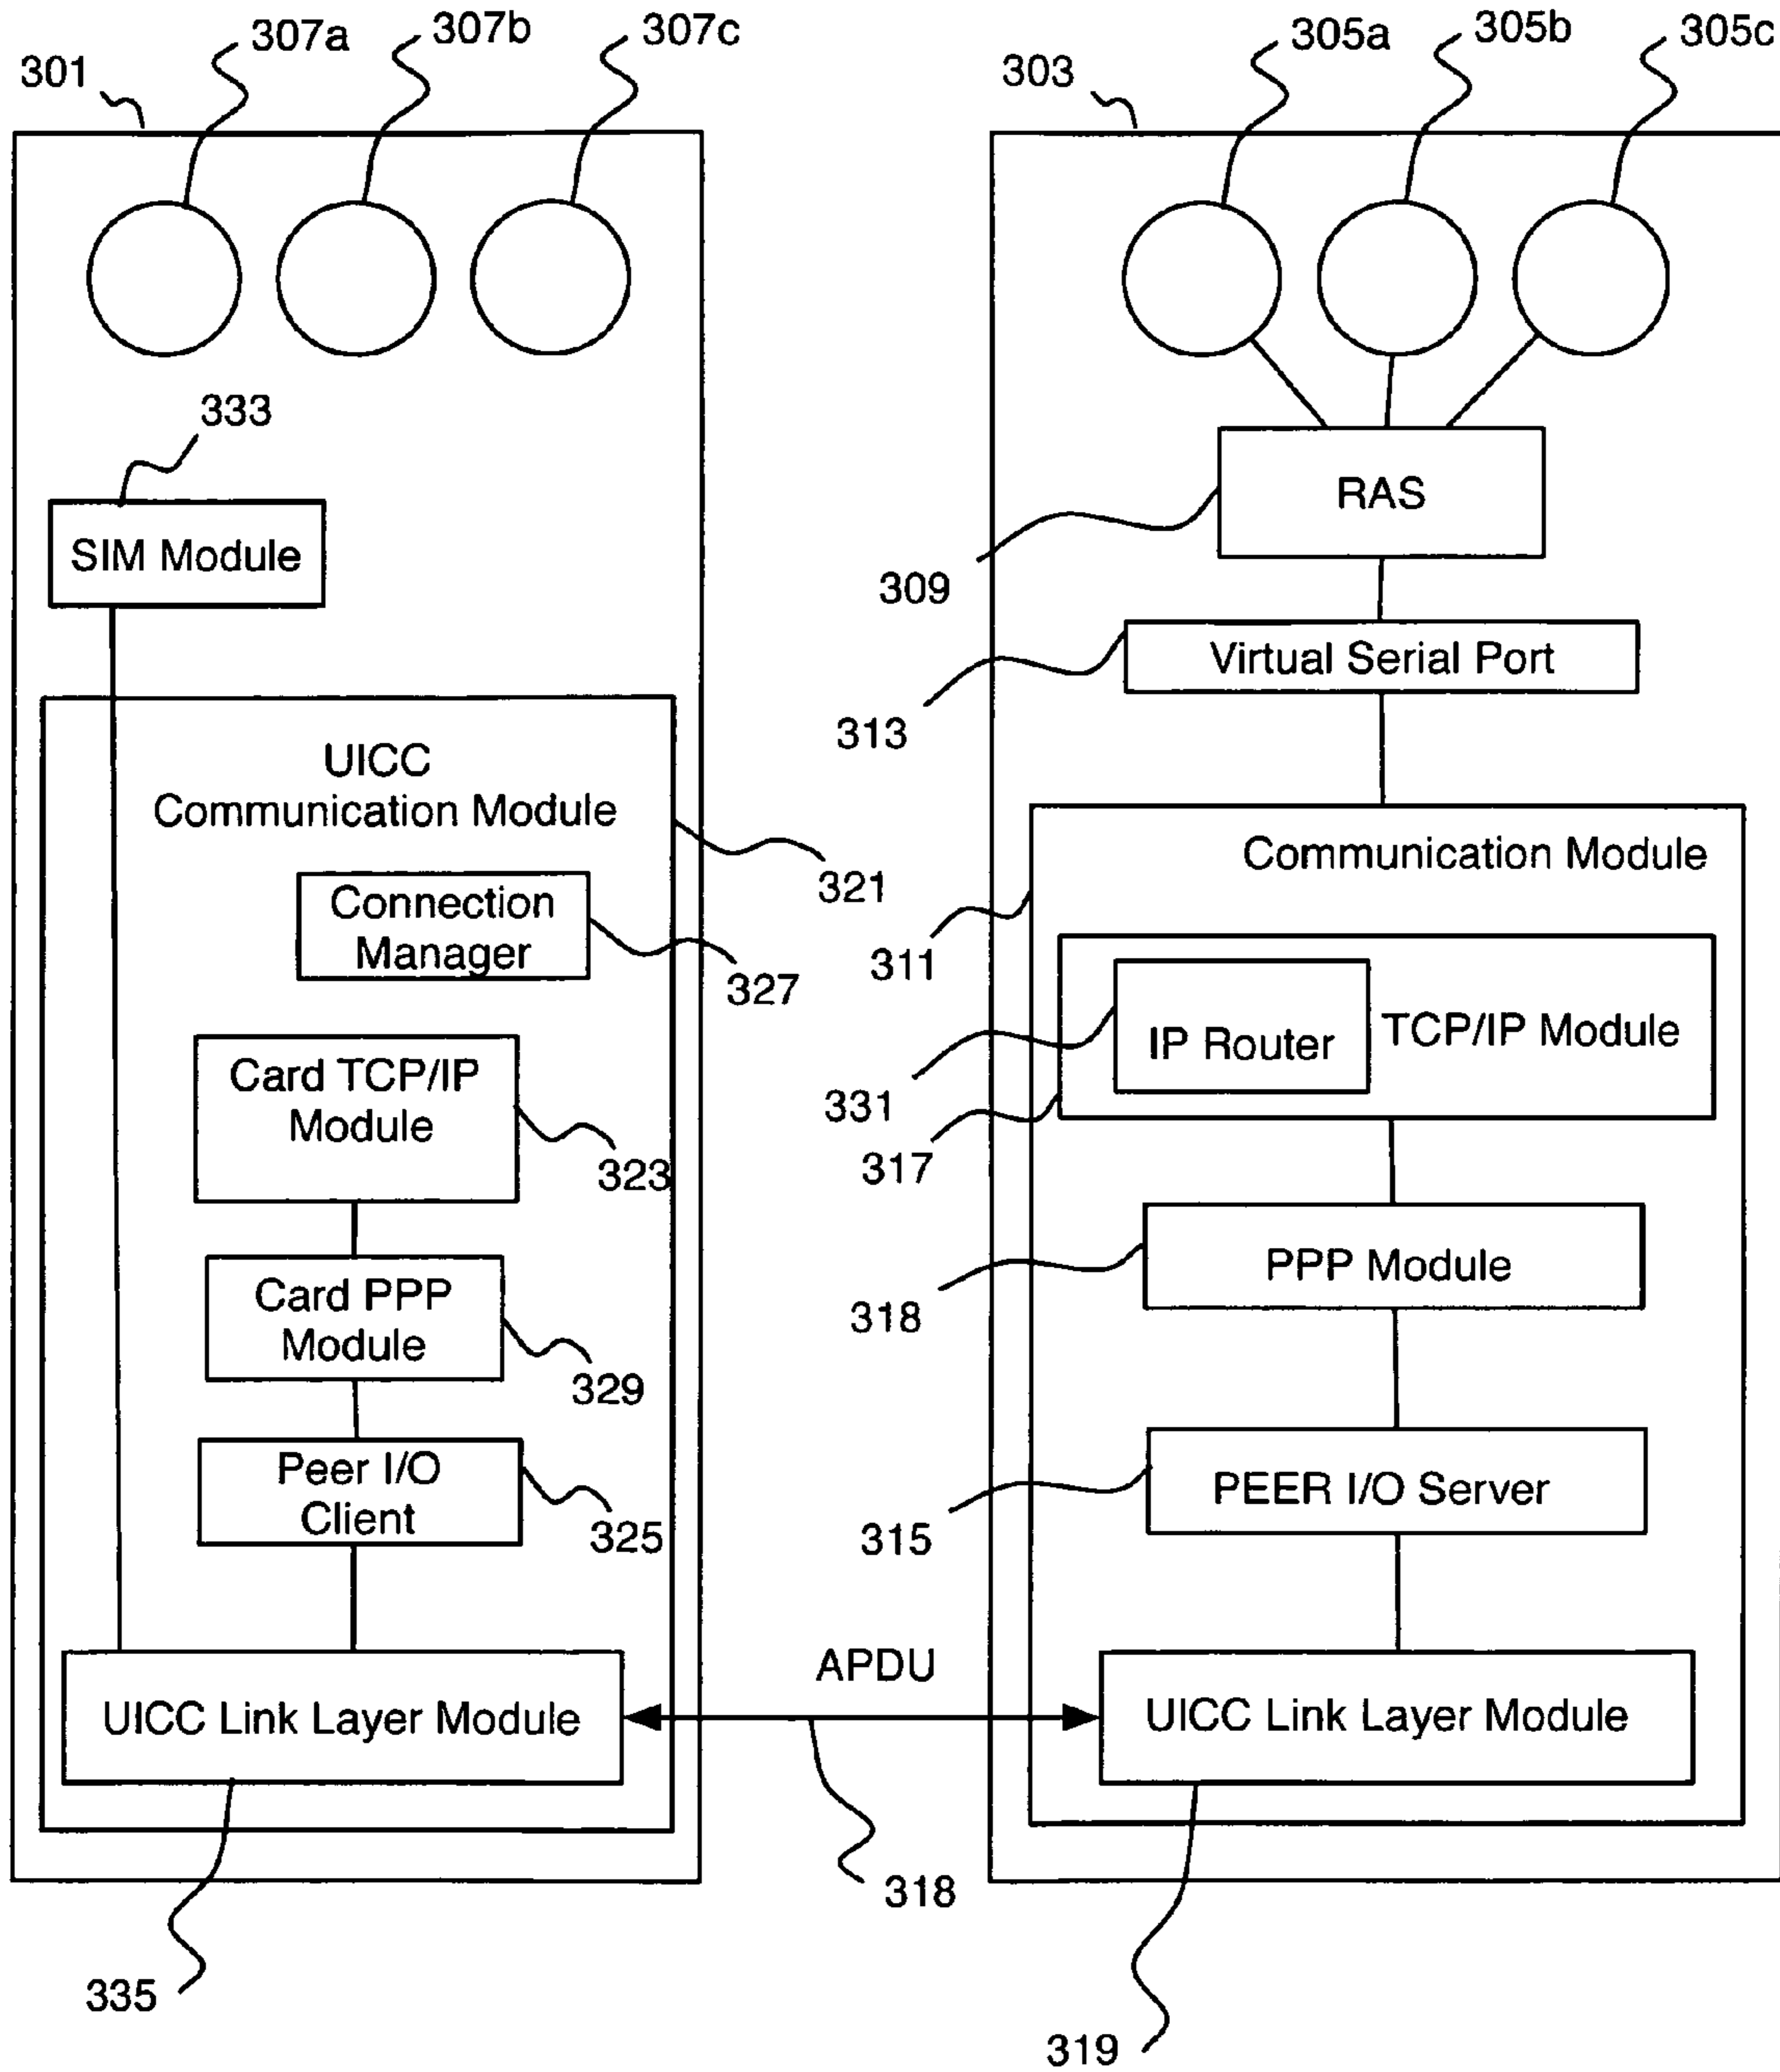 307a
307b
307c
305a
305b
305c
301
303
333
SIM Module
RAS
309
Virtual Serial Port
313
UICC
Communication Module
321
Communication Module
311
Connection
Manager
327
IP Router
TCP/IP Module
331
317
Card TCP/IP
Module
323
PPP Module
318
Card PPP
Module
329
Peer I/O
Client
325
PEER I/O Server
315
APDU
UICC Link Layer Module
UICC Link Layer Module
318
335
319